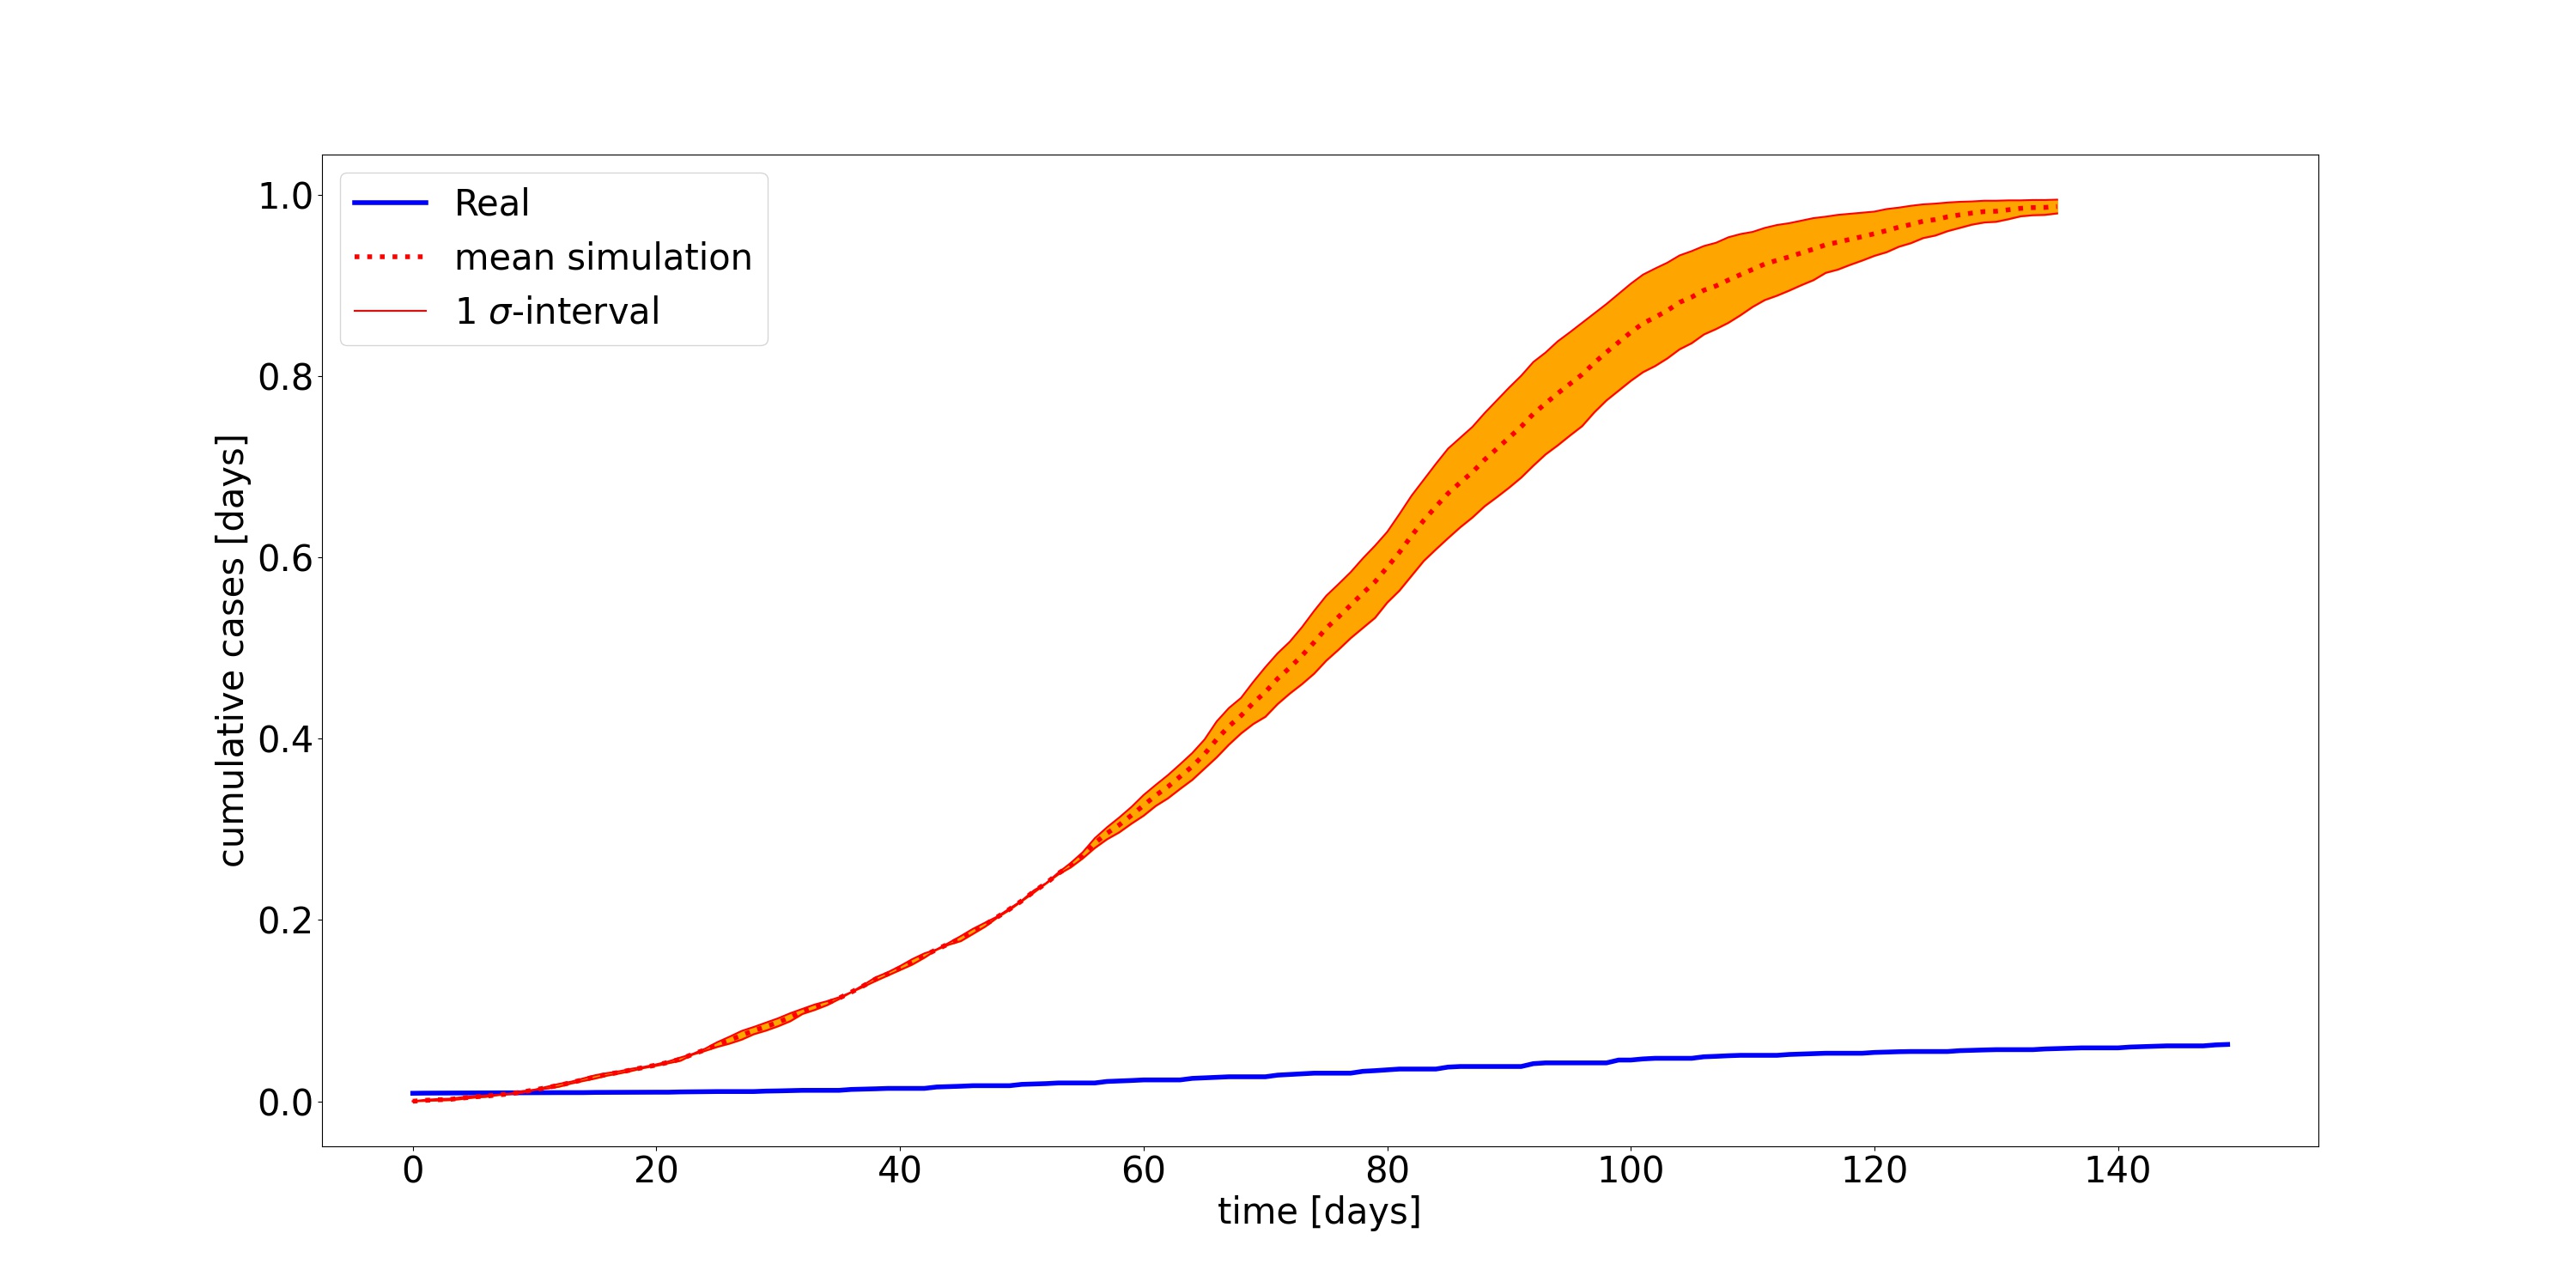 Real
mean simulation
1 σ-interval
1.0
0.8
0.6
0.4
0.2
0.0
cumulative cases [days]
0 20 40 60 80 100 120 140
time [days]